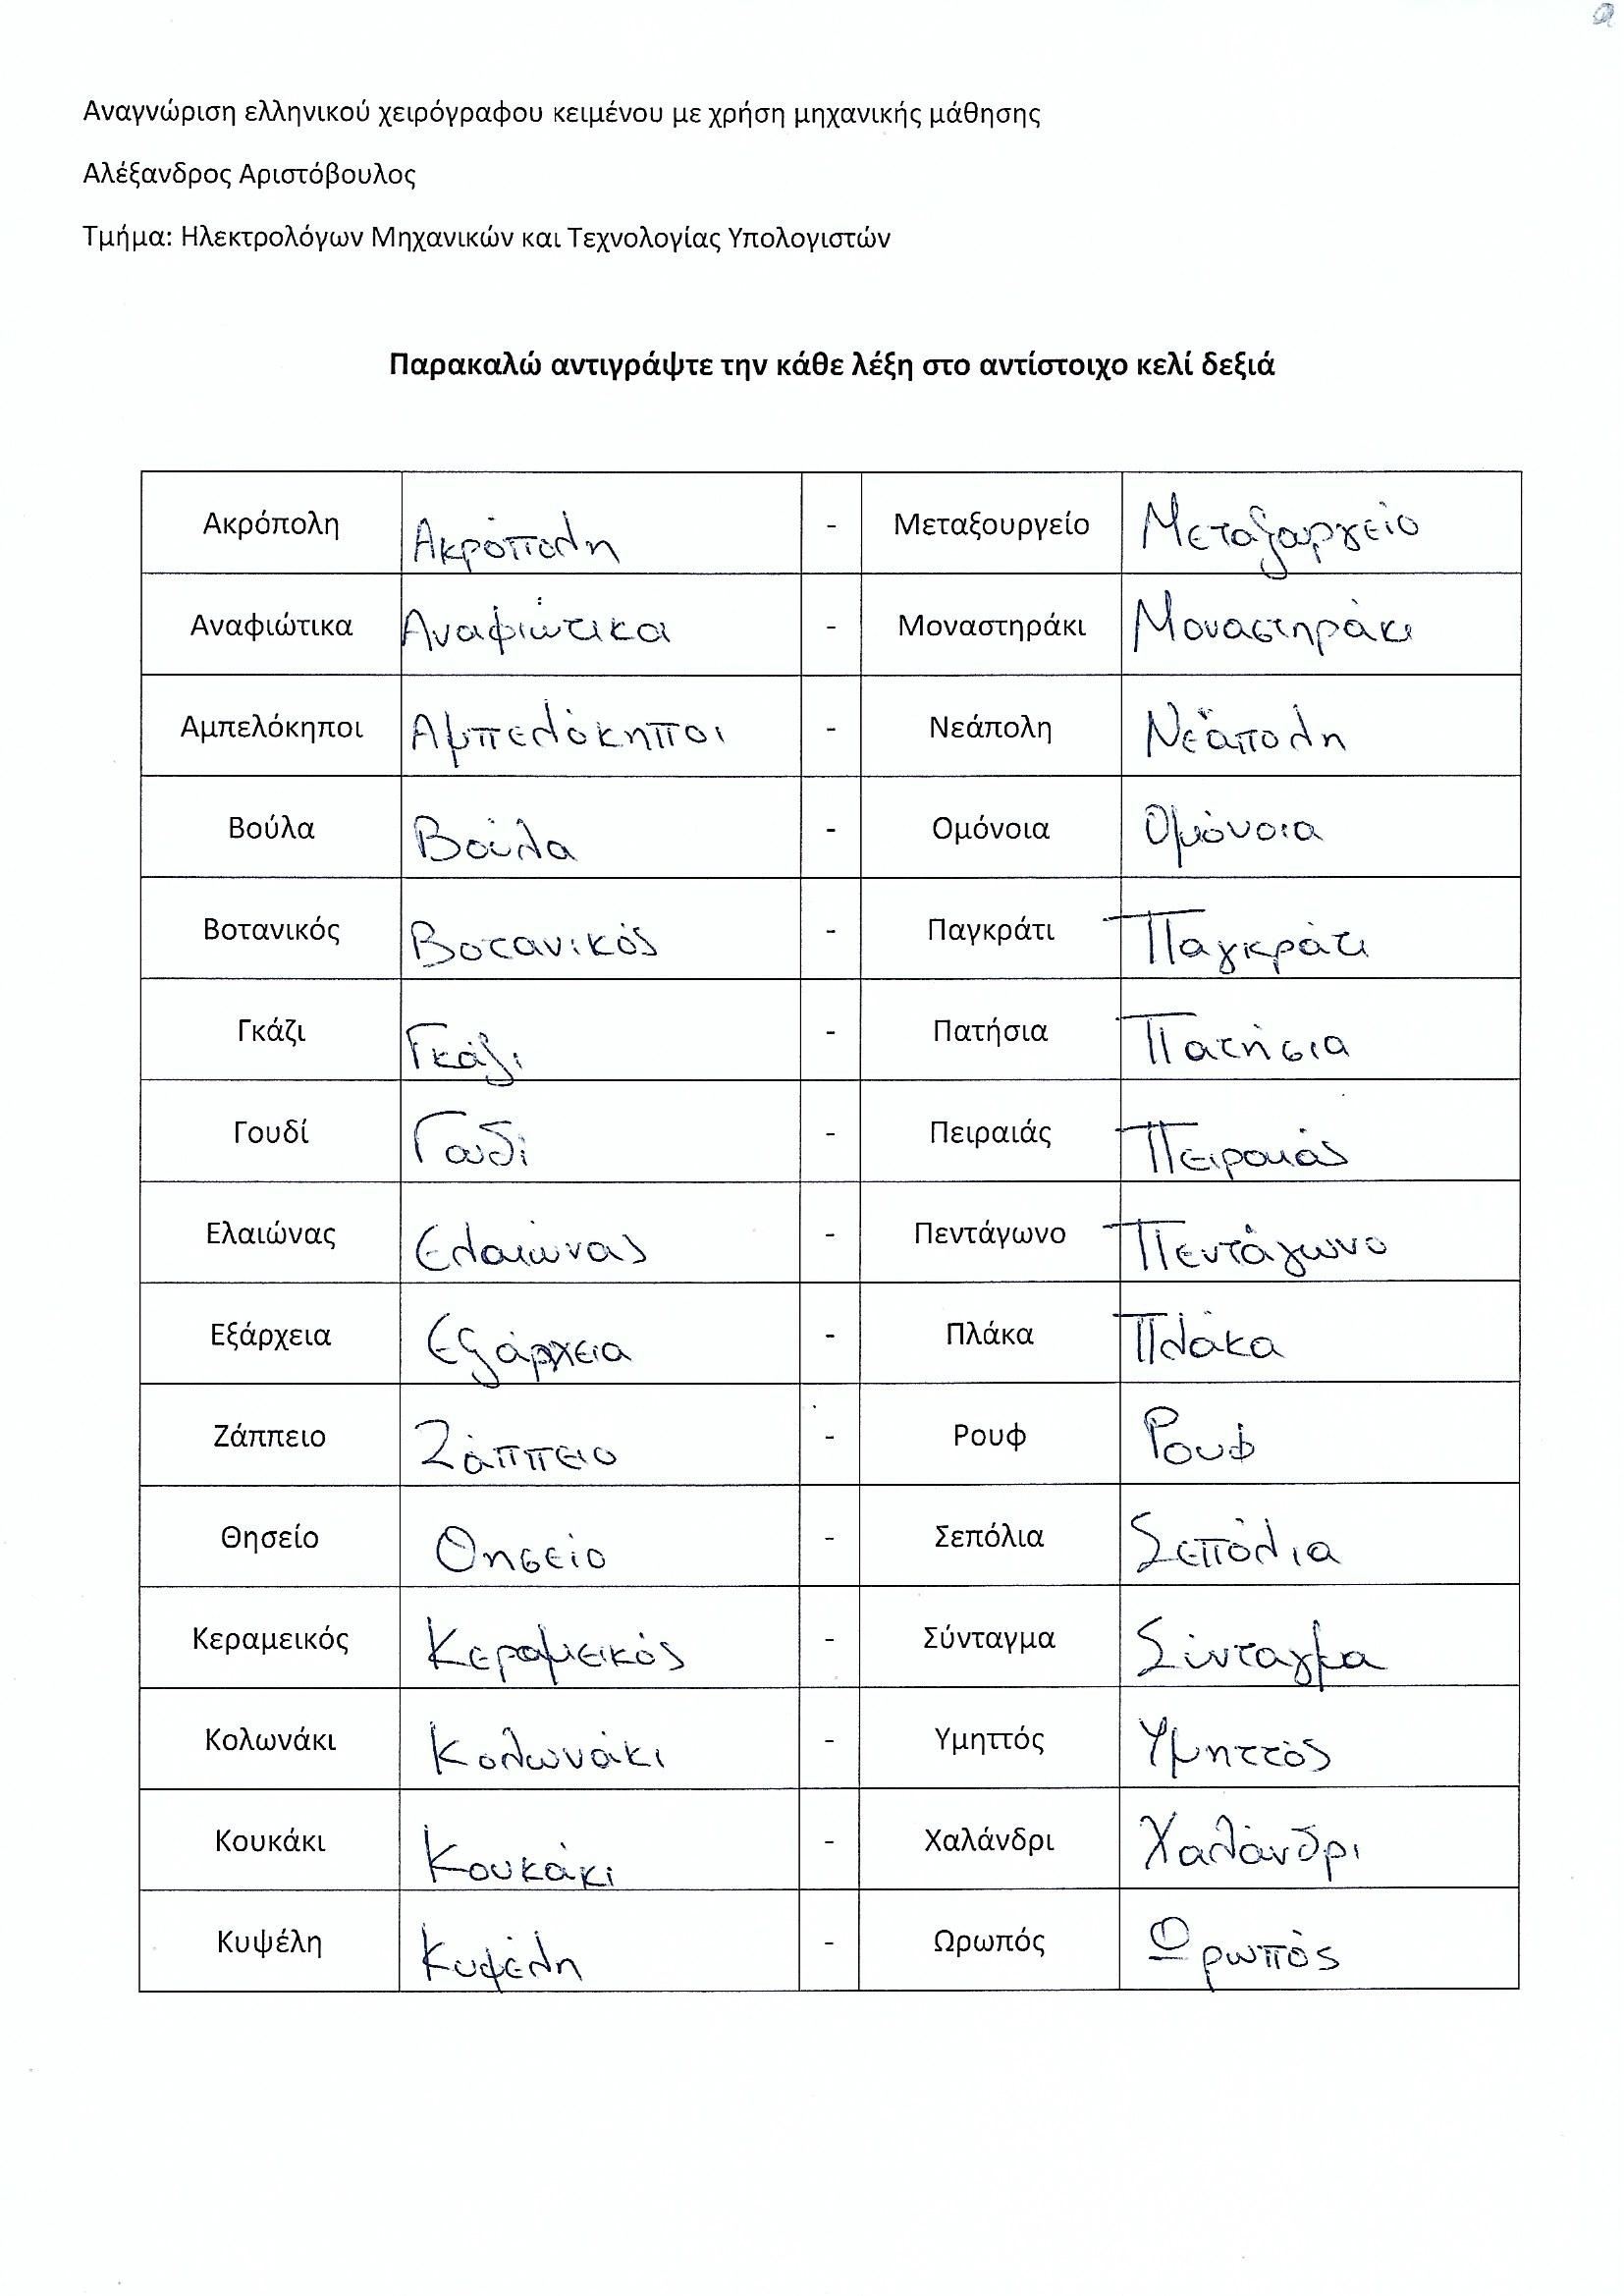 Αναγνώριση ελληνικού χειρόγραφου κειμένου με χρήση μηχανικής μάθησης
Αλέξανδρος Αριστόβουλος
Τμήμα: Ηλεκτρολόγων Μηχανικών και Τεχνολογίας Υπολογιστών
Παρακαλώ αντιγράψτε την κάθε λέξη στο αντίστοιχο κελί δεξιά
Ακρόπολη Ακρόπολη - Μεταξουργείο Μεταξουργείο
Αναφιώτικα Αναφιώτικα - Μοναστηράκι Μοναστηράκι
Αμπελόκηποι Αμπελόκηποι - Νεάπολη Νεάπολη
Βούλα Βούλα - Ομόνοια Ομόνοια
Βοτανικός Βοτανικός - Παγκράτι Παγκράτι
Γκάζι Γκάζι - Πατήσια Πατήσια
Γουδί Γουδί - Πειραιάς Πειραιάς
Ελαιώνας Ελαιώνας - Πεντάγωνο Πεντάγωνο
Εξάρχεια Εξάρχεια - Πλάκα Πλάκα
Ζάππειο Ζάππειο - Ρουφ Ρουφ
Θησείο Θησείο - Σεπόλια Σεπόλια
Κεραμεικός Κεραμεικός - Σύνταγμα Σύνταγμα
Κολωνάκι Κολωνάκι - Υμηττός Υμηττός
Κουκάκι Κουκάκι - Χαλάνδρι Χαλάνδρι
Κυψέλη Κυψέλη - Ωρωπός Ωρωπός